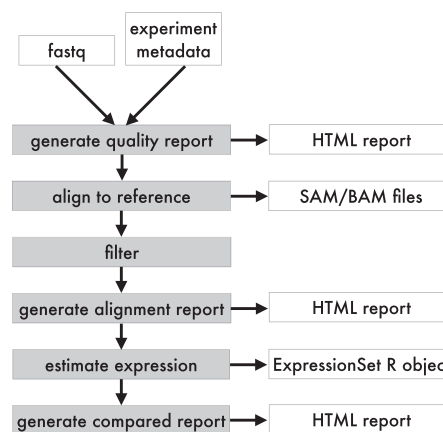 fastq
experiment
metadata
generate quality report
HTML report
align to reference
SAM/BAM files
filter
generate alignment report
HTML report
estimate expression
ExpressionSet R objec
generate compared report
HTML report